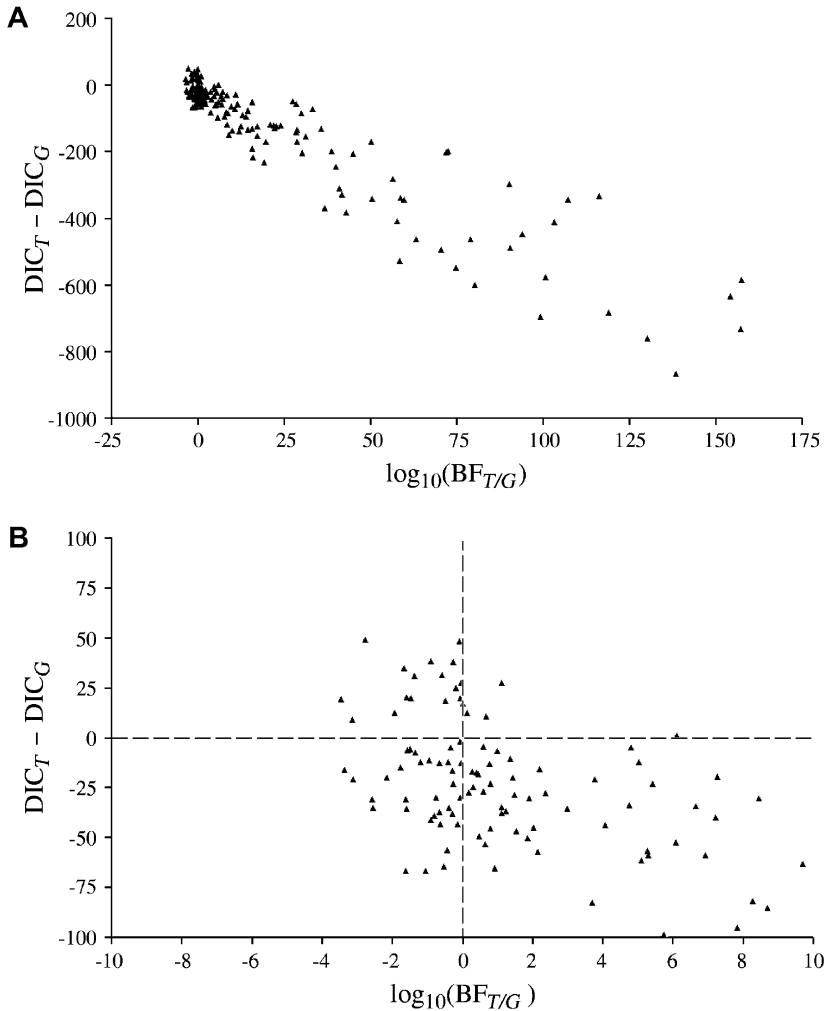 A
200
0
-200
-400
-600
-800
-1000
DIC_T – DIC_G
-25 0 25 50 75 100 125 150 175
log10(BF_T/G)
B
100
75
50
25
0
-25
-50
-75
-100
DIC_T – DIC_G
-10 -8 -6 -4 -2 0 2 4 6 8 10
log10(BF_T/G )